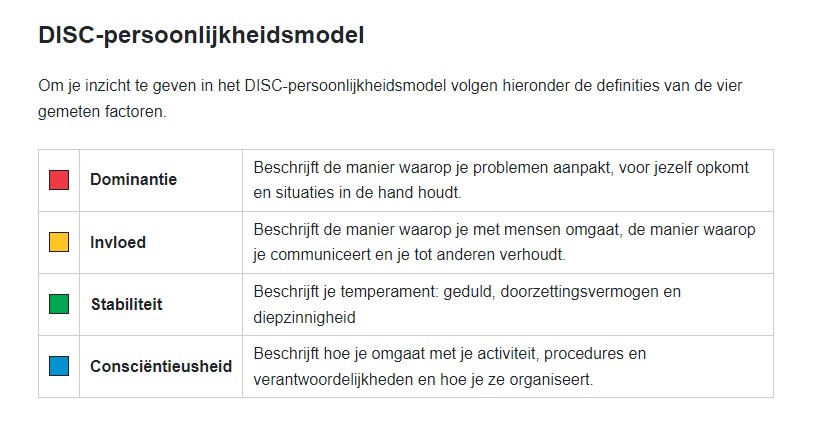 DISC-persoonlijkheidsmodel
Om je inzicht te geven in het DISC-persoonlijkheidsmodel volgen hieronder de definities van de vier
gemeten factoren.
Dominantie
Beschrijft de manier waarop je problemen aanpakt, voor jezelf opkomt
en situaties in de hand houdt.
Invloed
Beschrijft de manier waarop je met mensen omgaat, de manier waarop
je communiceert en je tot anderen verhoudt.
Stabiliteit
Beschrijft je temperament: geduld, doorzettingsvermogen en
diepzinnigheid
Consciëntieusheid
Beschrijft hoe je omgaat met je activiteit, procedures en
verantwoordelijkheden en hoe je ze organiseert.